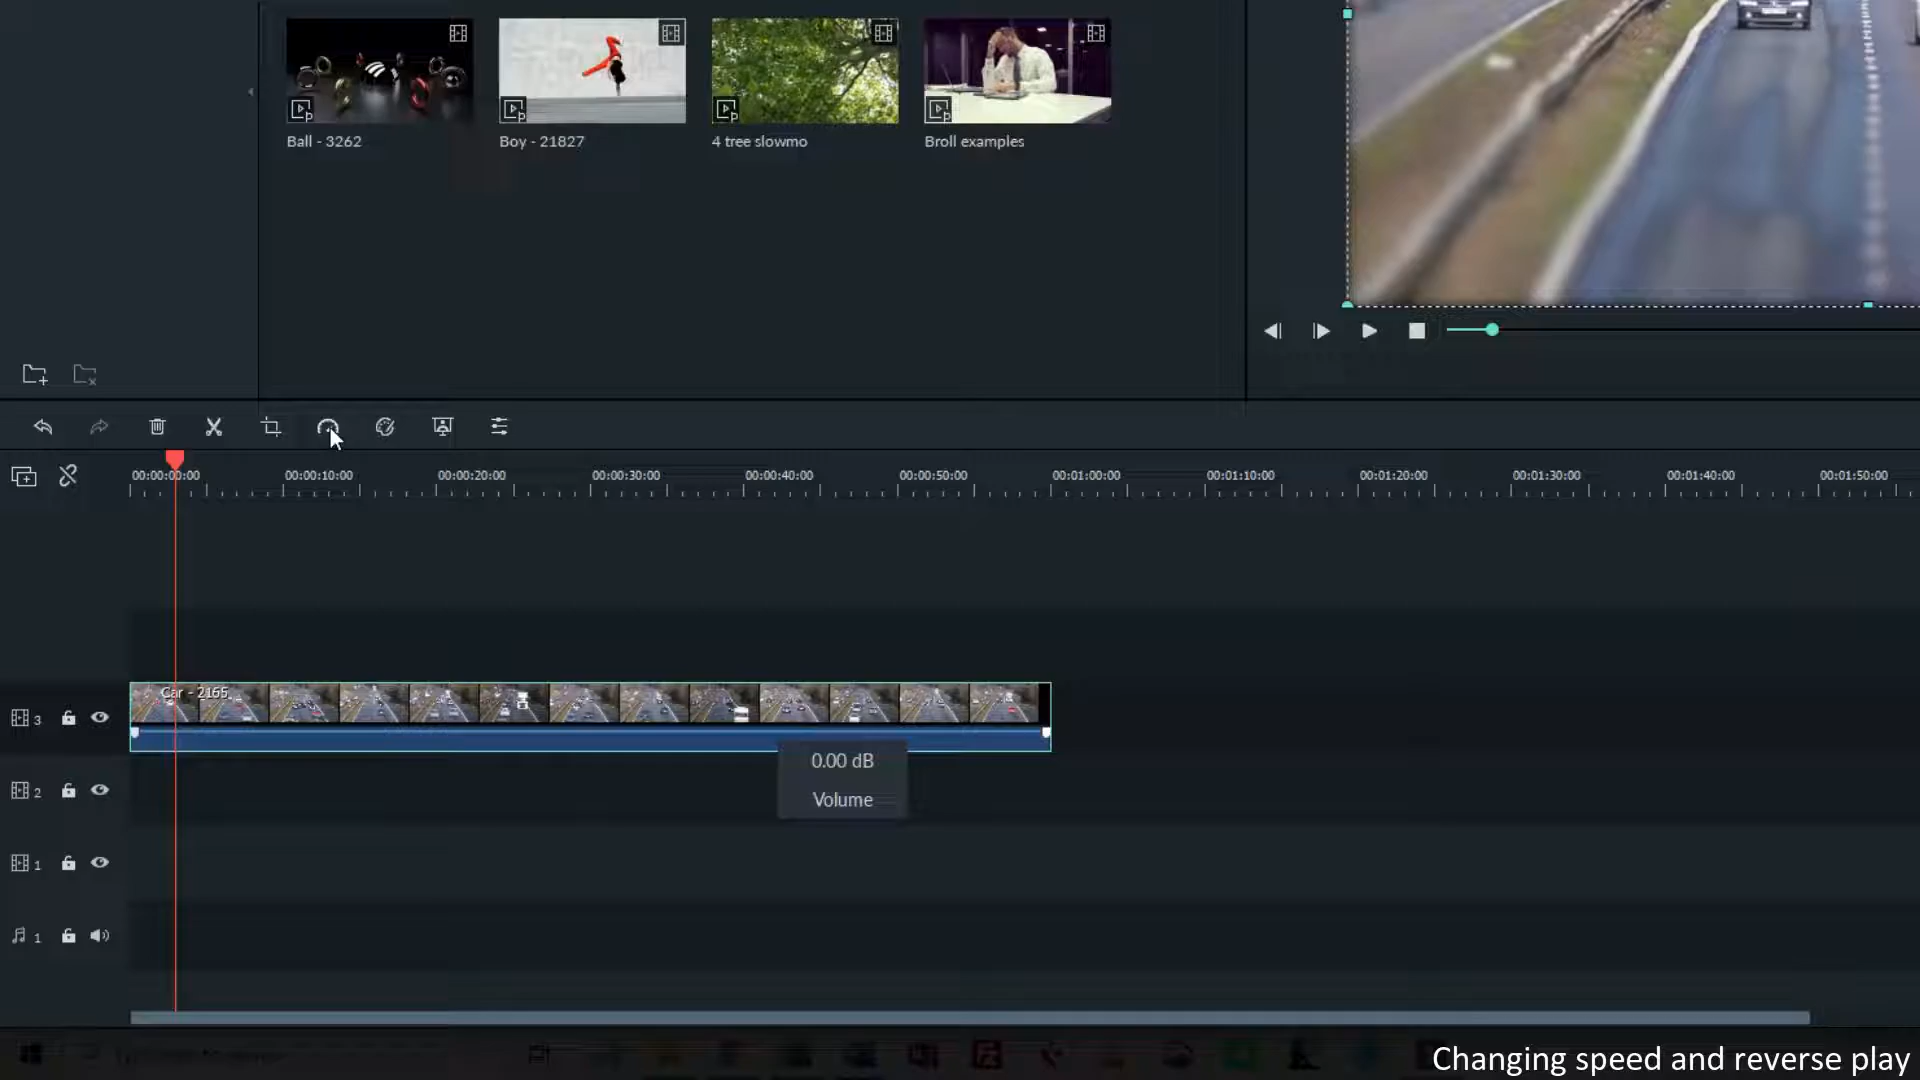 Ball - 3262
Boy - 21827
4 tree slowmo
Broll examples
00:00:00:00
00:00:10:00
00:00:20:00
00:00:30:00
00:00:40:00
00:00:50:00
00:01:00:00
00:01:10:00
00:01:20:00
00:01:30:00
00:01:40:00
00:01:50:00
Car - 2165
3
0.00 dB
Volume
2
1
1
Changing speed and reverse play